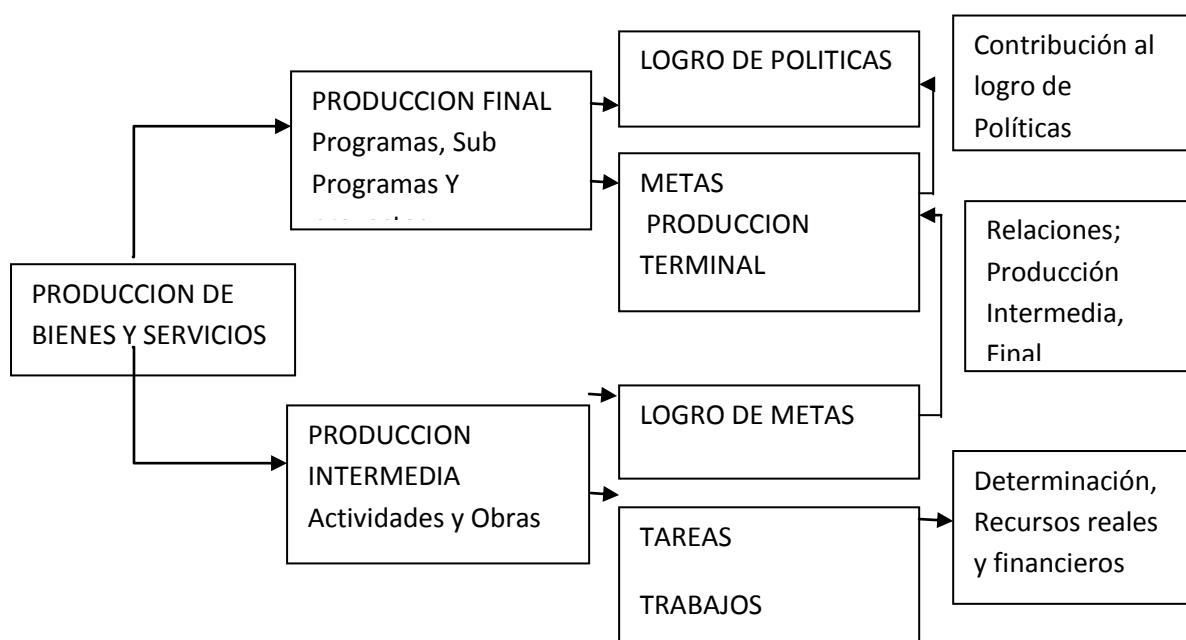 PRODUCCION DE
BIENES Y SERVICIOS
PRODUCCION FINAL
Programas, Sub
Programas Y
LOGRO DE POLITICAS
METAS
PRODUCCION
TERMINAL
Contribución al
logro de
Políticas
Relaciones;
Producción
Intermedia,
Final
PRODUCCION
INTERMEDIA
Actividades y Obras
LOGRO DE METAS
TAREAS
TRABAJOS
Determinación,
Recursos reales
y financieros